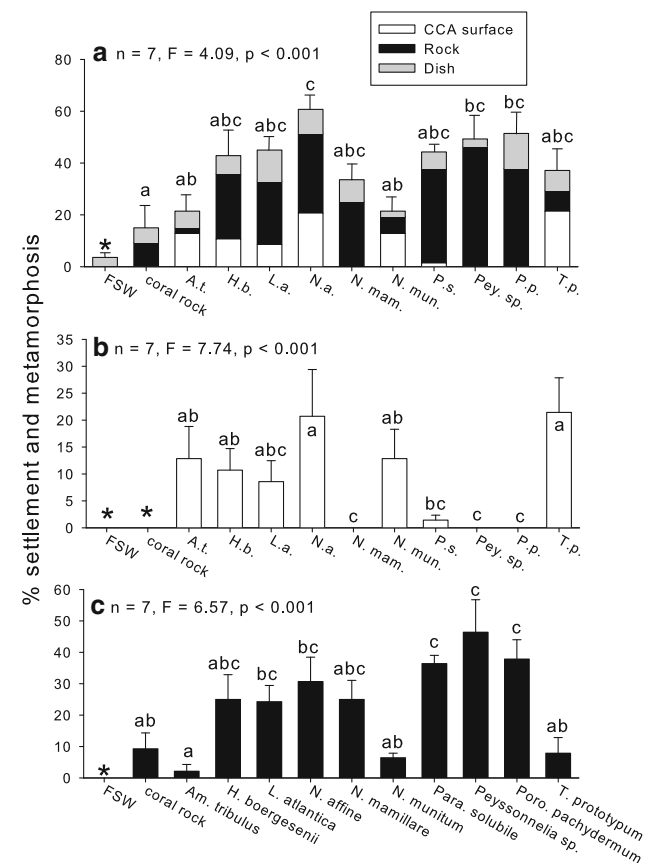 CCA surface
Rock
Dish
a n = 7, F = 4.09, p < 0.001
80
60
40
20
0
* a ab abc abc c abc ab abc bc bc abc
FSW coral rock A.t. H.b. L.a. N.a. N. mam. N. mun. P.s. Pey. sp. P.p. T.p.
% settlement and metamorphosis
b n = 7, F = 7.74, p < 0.001
35
30
25
20
15
10
5
0
* * ab ab abc a c ab bc c c a
FSW coral rock A.t. H.b. L.a. N.a. N. mam. N. mun. P.s. Pey. sp. P.p. T.p.
c n = 7, F = 6.57, p < 0.001
60
50
40
30
20
10
0
* ab a abc bc bc abc ab c c c ab
FSW coral rock Am. tribulus H. boergesenii L. atlantica N. affine N. mamillare N. munitum Para. solubile Peyssonnelia sp. Poro. pachydermum T. prototypum